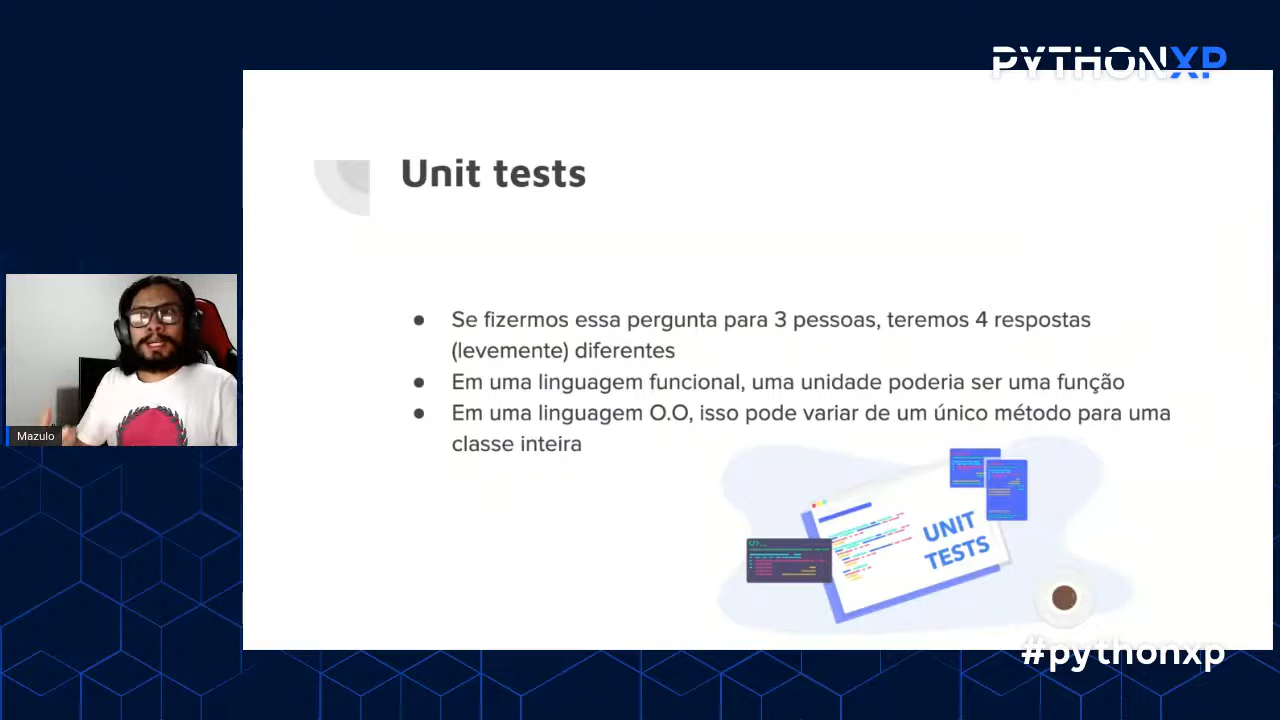 PYTHONXP
Unit tests
● Se fizermos essa pergunta para 3 pessoas, teremos 4 respostas
(levemente) diferentes
● Em uma linguagem funcional, uma unidade poderia ser uma função
● Em uma linguagem O.O, isso pode variar de um único método para uma
classe inteira
UNIT
TESTS
Mazulo
#pythonxp